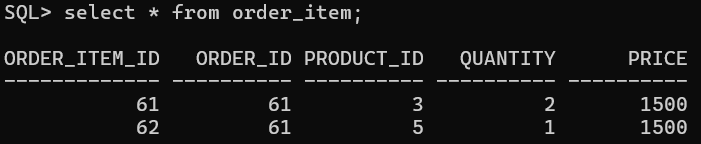 SQL> select * from order_item;
ORDER_ITEM_ID   ORDER_ID PRODUCT_ID   QUANTITY      PRICE
------------- ---------- ---------- ---------- ----------
           61         61          3          2       1500
           62         61          5          1       1500